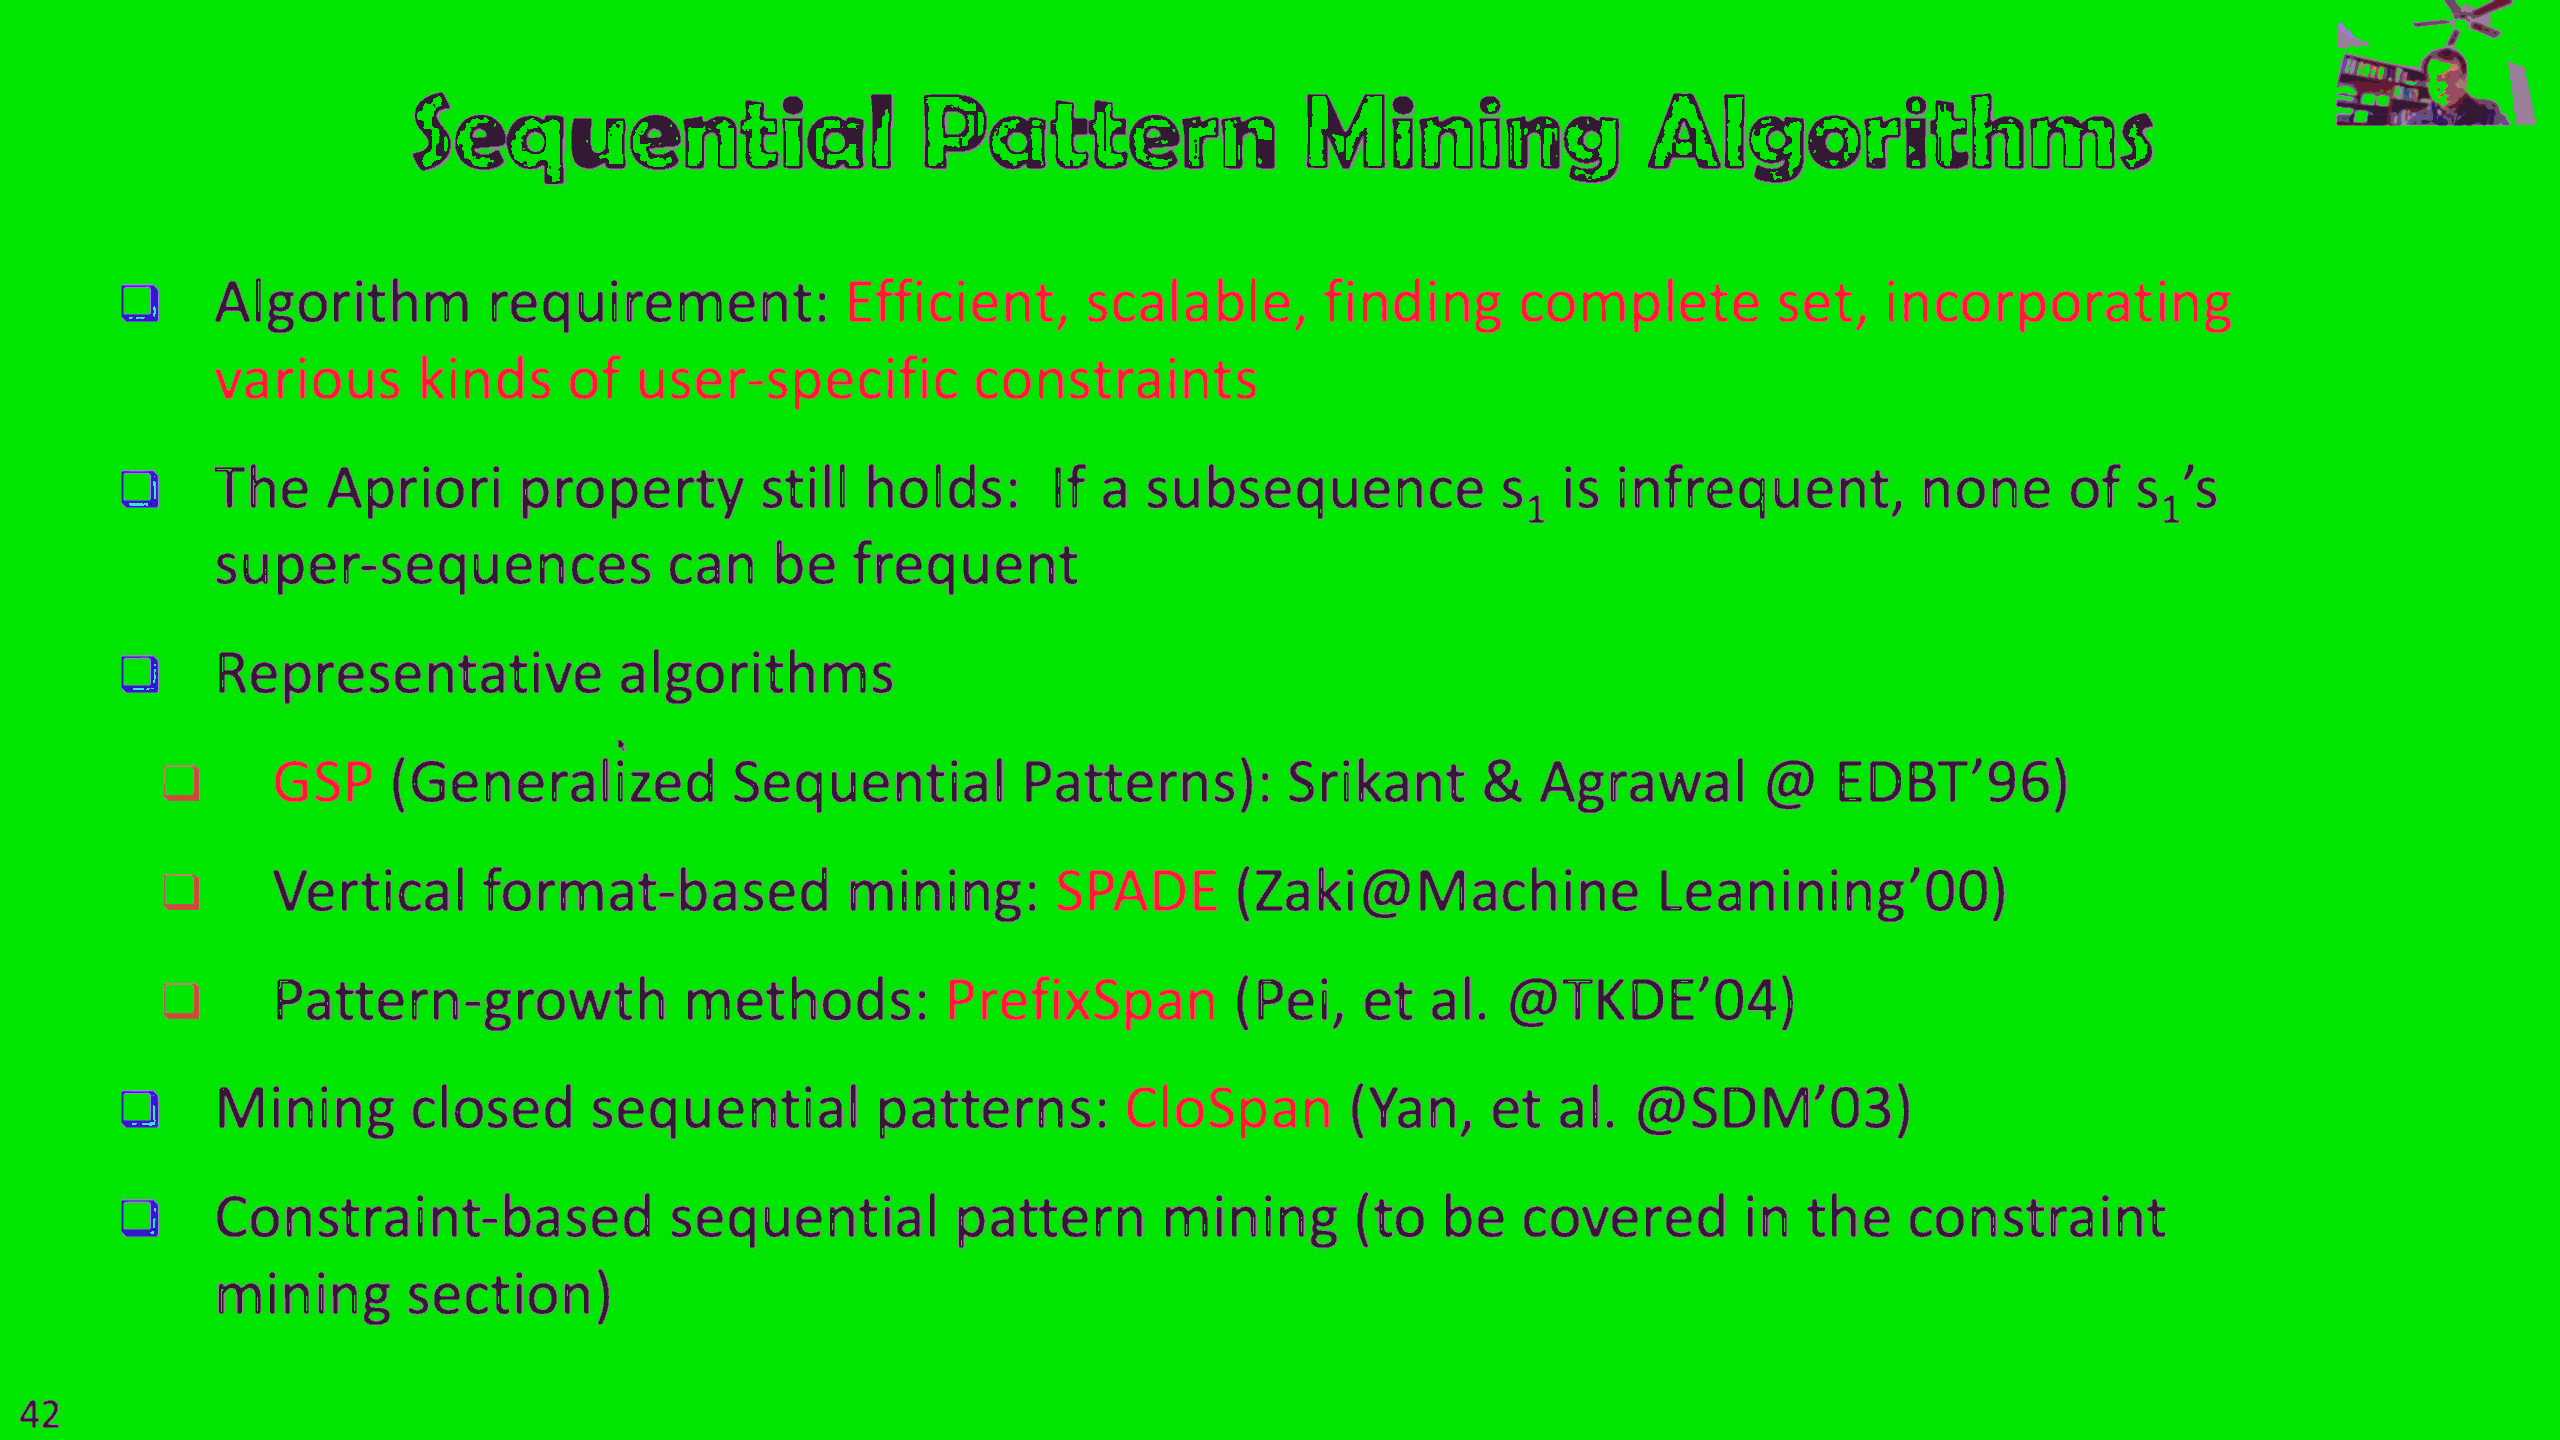 Sequential Pattern Mining Algorithms
Algorithm requirement: Efficient, scalable, finding complete set, incorporating
various kinds of user-specific constraints
The Apriori property still holds: If a subsequence s₁ is infrequent, none of s₁’s
super-sequences can be frequent
Representative algorithms
GSP (Generalized Sequential Patterns): Srikant & Agrawal @ EDBT’96)
Vertical format-based mining: SPADE (Zaki@Machine Leanining’00)
Pattern-growth methods: PrefixSpan (Pei, et al. @TKDE’04)
Mining closed sequential patterns: CloSpan (Yan, et al. @SDM’03)
Constraint-based sequential pattern mining (to be covered in the constraint
mining section)
42